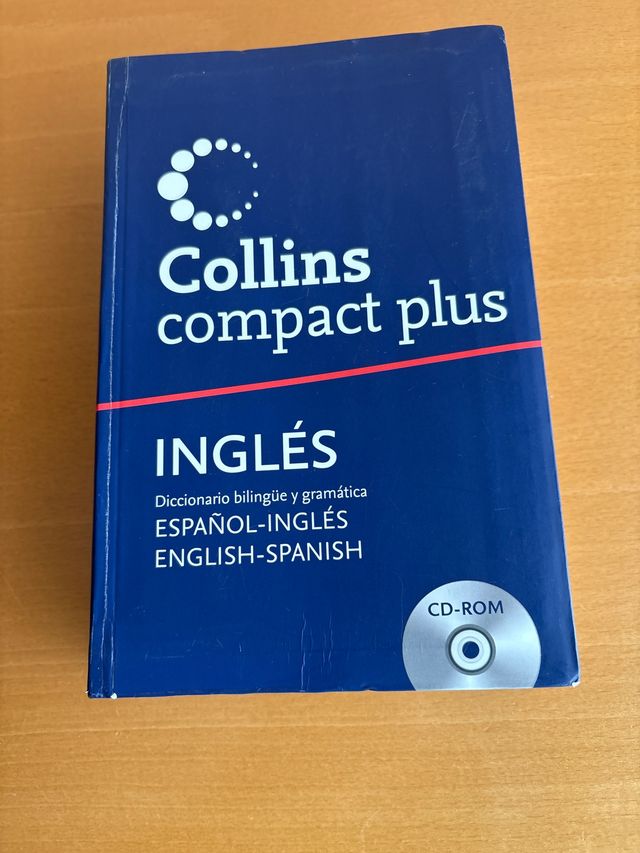 Collins
compact plus
INGLÉS
Diccionario bilingüe y gramática
ESPAÑOL-INGLÉS
ENGLISH-SPANISH
CD-ROM